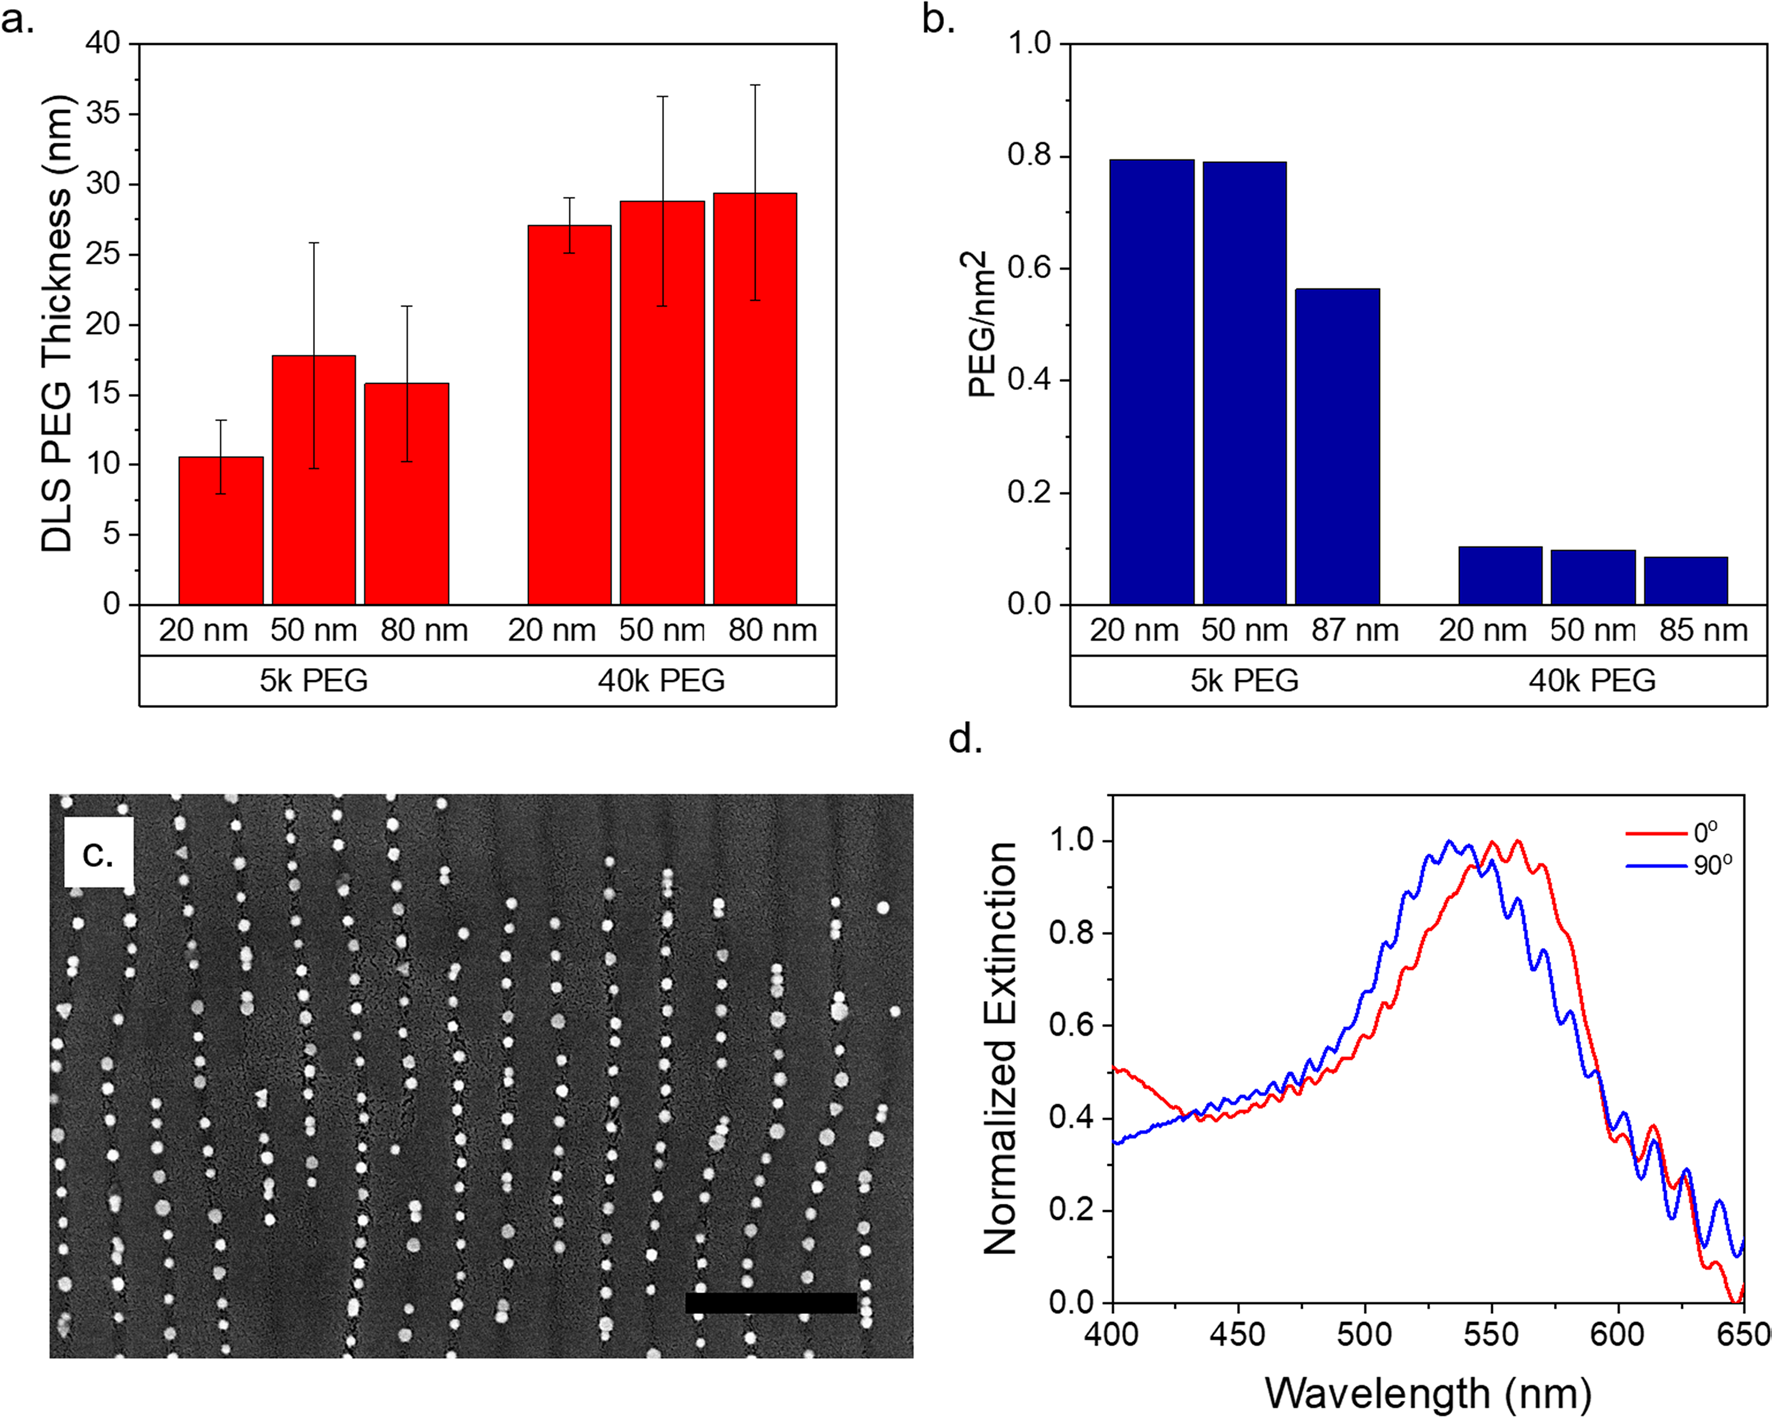 a.
40
35
30
25
20
15
10
5
0
DLS PEG Thickness (nm)
20 nm 50 nm 80 nm 20 nm 50 nm 80 nm
5k PEG 40k PEG
b.
1.0
0.8
0.6
0.4
0.2
0.0
PEG/nm2
20 nm 50 nm 87 nm 20 nm 50 nm 85 nm
5k PEG 40k PEG
c.
d.
1.0
0.8
0.6
0.4
0.2
0.0
Normalized Extinction
0o
90o
400 450 500 550 600 650
Wavelength (nm)